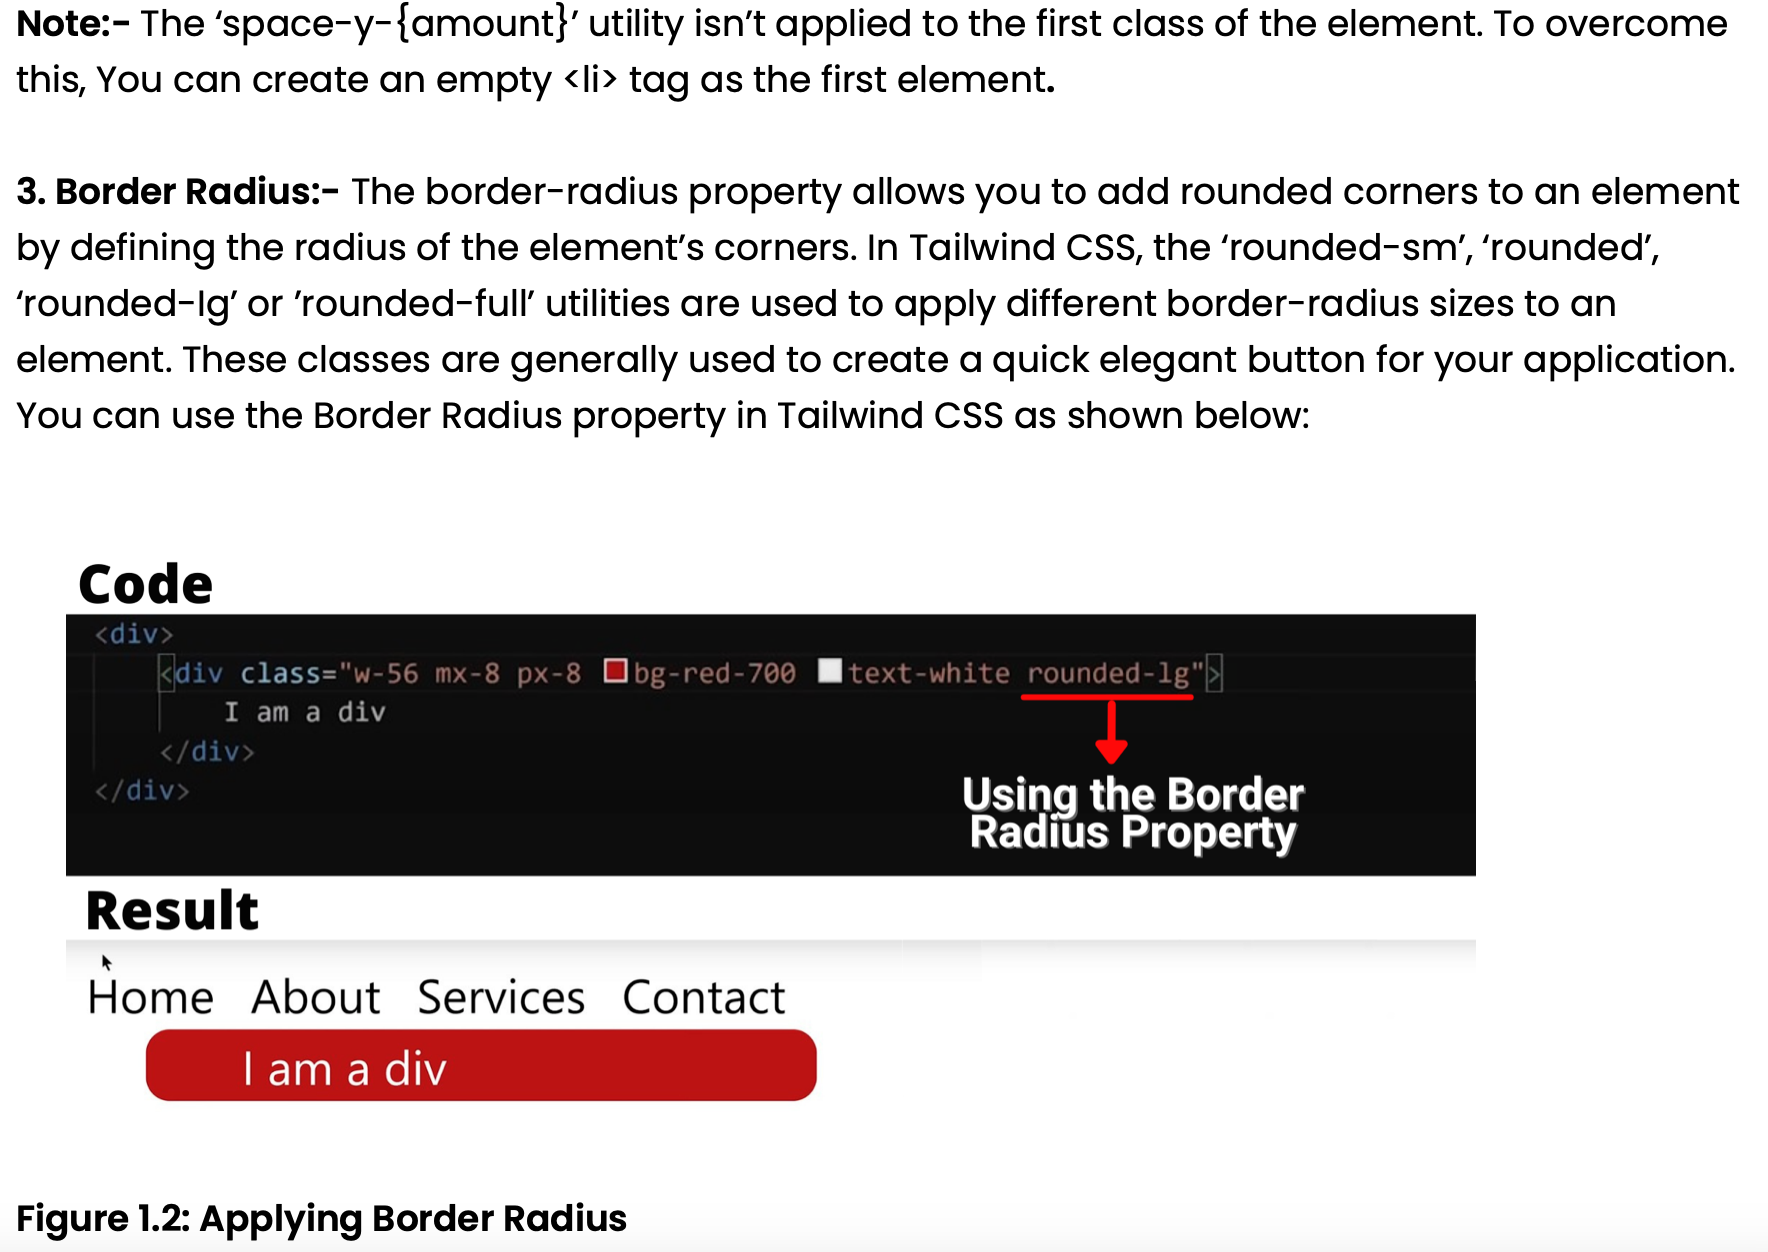 Note:- The ‘space-y-{amount}’ utility isn’t applied to the first class of the element. To overcome
this, You can create an empty <li> tag as the first element.
3. Border Radius:- The border-radius property allows you to add rounded corners to an element
by defining the radius of the element’s corners. In Tailwind CSS, the ‘rounded-sm’, ‘rounded’,
‘rounded-lg’ or ’rounded-full’ utilities are used to apply different border-radius sizes to an
element. These classes are generally used to create a quick elegant button for your application.
You can use the Border Radius property in Tailwind CSS as shown below:
Code
<div>
<div class="w-56 mx-8 px-8 bg-red-700 text-white rounded-lg">
I am a div
</div>
</div>
Using the Border
Radius Property
Result
Home About Services Contact
I am a div
Figure 1.2: Applying Border Radius